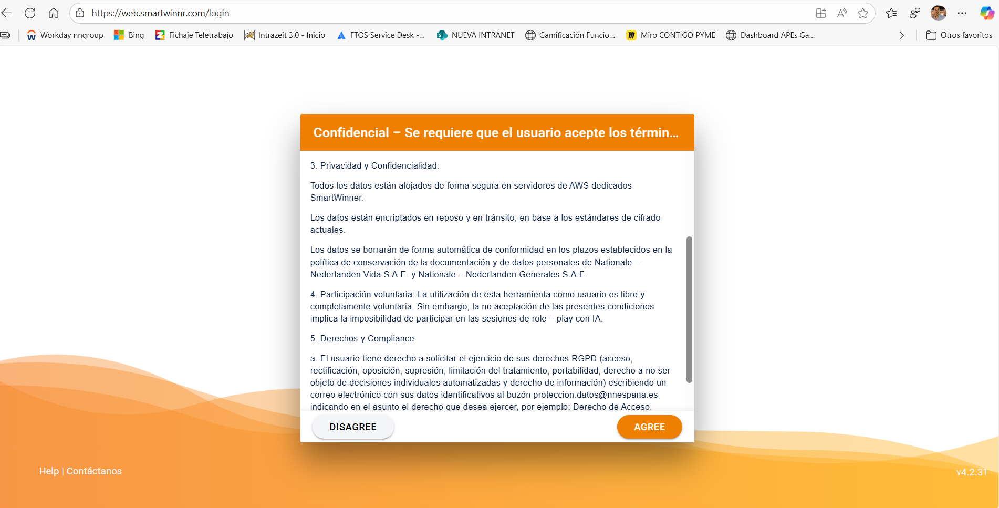 https://web.smartwinnr.com/login
Workday nngroup
Bing
Fichaje Teletrabajo
Intrazeit 3.0 - Inicio
FTOS Service Desk -...
NUEVA INTRANET
Gamificación Funcio...
Miro CONTIGO PYME
Dashboard APEs Ga...
Otros favoritos
Confidencial – Se requiere que el usuario acepte los términ...
3. Privacidad y Confidencialidad:
Todos los datos están alojados de forma segura en servidores de AWS dedicados
SmartWinner.
Los datos están encriptados en reposo y en tránsito, en base a los estándares de cifrado
actuales.
Los datos se borrarán de forma automática de conformidad en los plazos establecidos en la
política de conservación de la documentación y de datos personales de Nationale –
Nederlanden Vida S.A.E. y Nationale – Nederlanden Generales S.A.E.
4. Participación voluntaria: La utilización de esta herramienta como usuario es libre y
completamente voluntaria. Sin embargo, la no aceptación de las presentes condiciones
implica la imposibilidad de participar en las sesiones de role – play con IA.
5. Derechos y Compliance:
a. El usuario tiene derecho a solicitar el ejercicio de sus derechos RGPD (acceso,
rectificación, oposición, supresión, limitación del tratamiento, portabilidad, derecho a no ser
objeto de decisiones individuales automatizadas y derecho de información) escribiendo un
correo electrónico con sus datos identificativos al buzón proteccion.datos@nnespana.es
indicando en el asunto el derecho que desea ejercer, por ejemplo: Derecho de Acceso.
DISAGREE
AGREE
Help | Contáctanos
v4.2.31